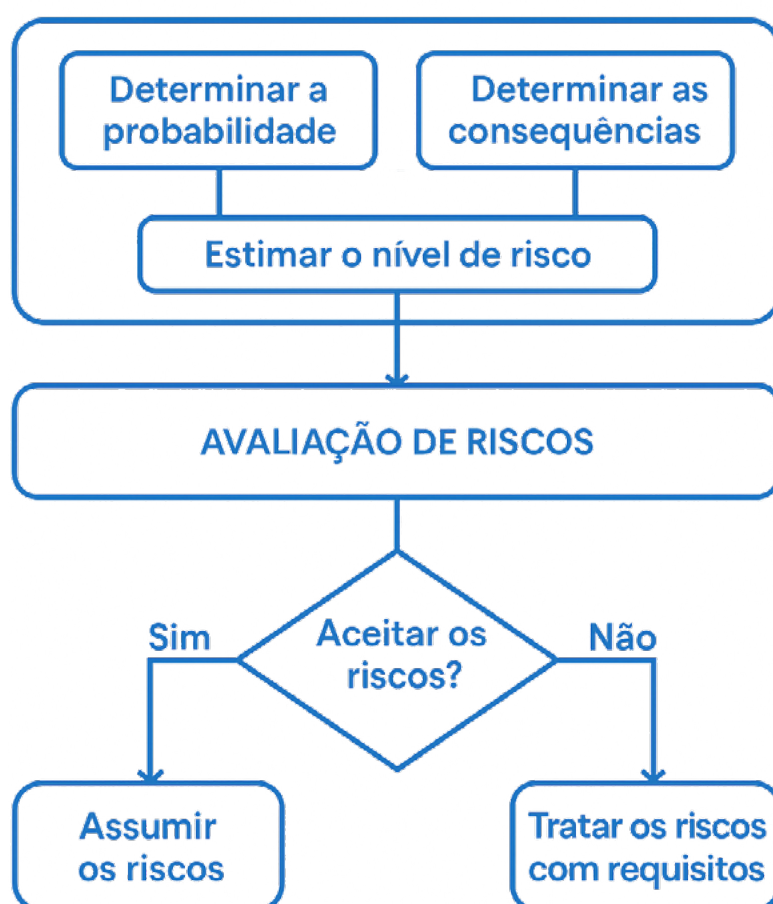 Determinar a
probabilidade
Determinar as
consequências
Estimar o nível de risco
AVALIAÇÃO DE RISCOS
Aceitar os
riscos?
Sim
Não
Assumir
os riscos
Tratar os riscos
com requisitos